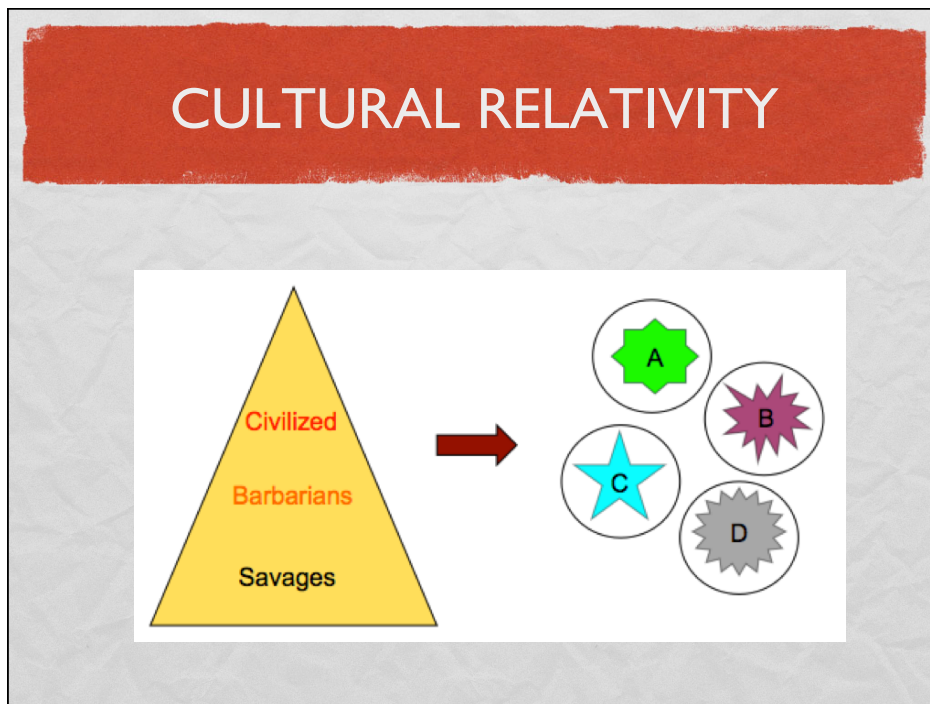 CULTURAL RELATIVITY
Civilized
Barbarians
Savages
A
B
C
D